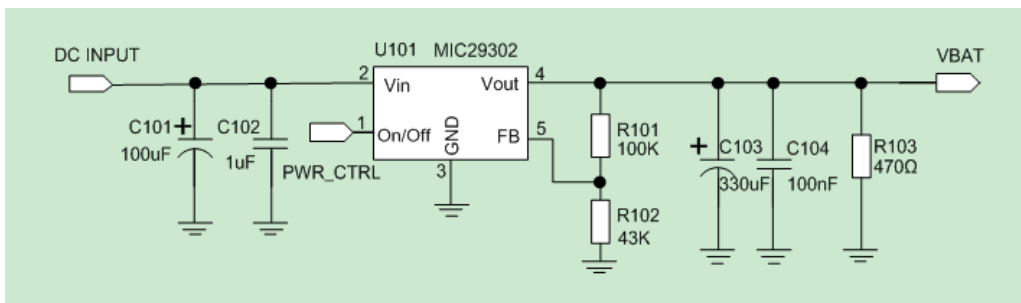 DC INPUT
U101 MIC29302
VBAT
2
Vin
Vout
4
C101
+
100uF
C102
1uF
1
On/Off
PWR_CTRL
GND
3
FB
5
R101
100K
R102
43K
+
C103
330uF
C104
100nF
R103
470Ω